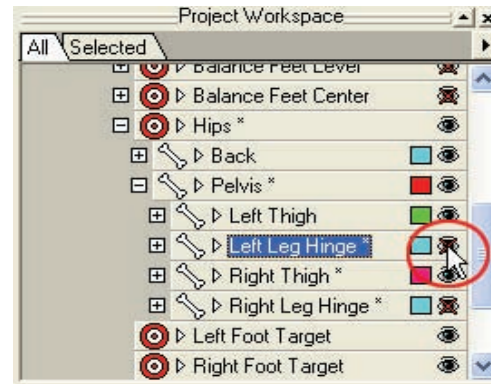 Project Workspace
All Selected
Balance Feet Level
Balance Feet Center
Hips *
Back
Pelvis *
Left Thigh
Left Leg Hinge *
Right Thigh *
Right Leg Hinge *
Left Foot Target
Right Foot Target